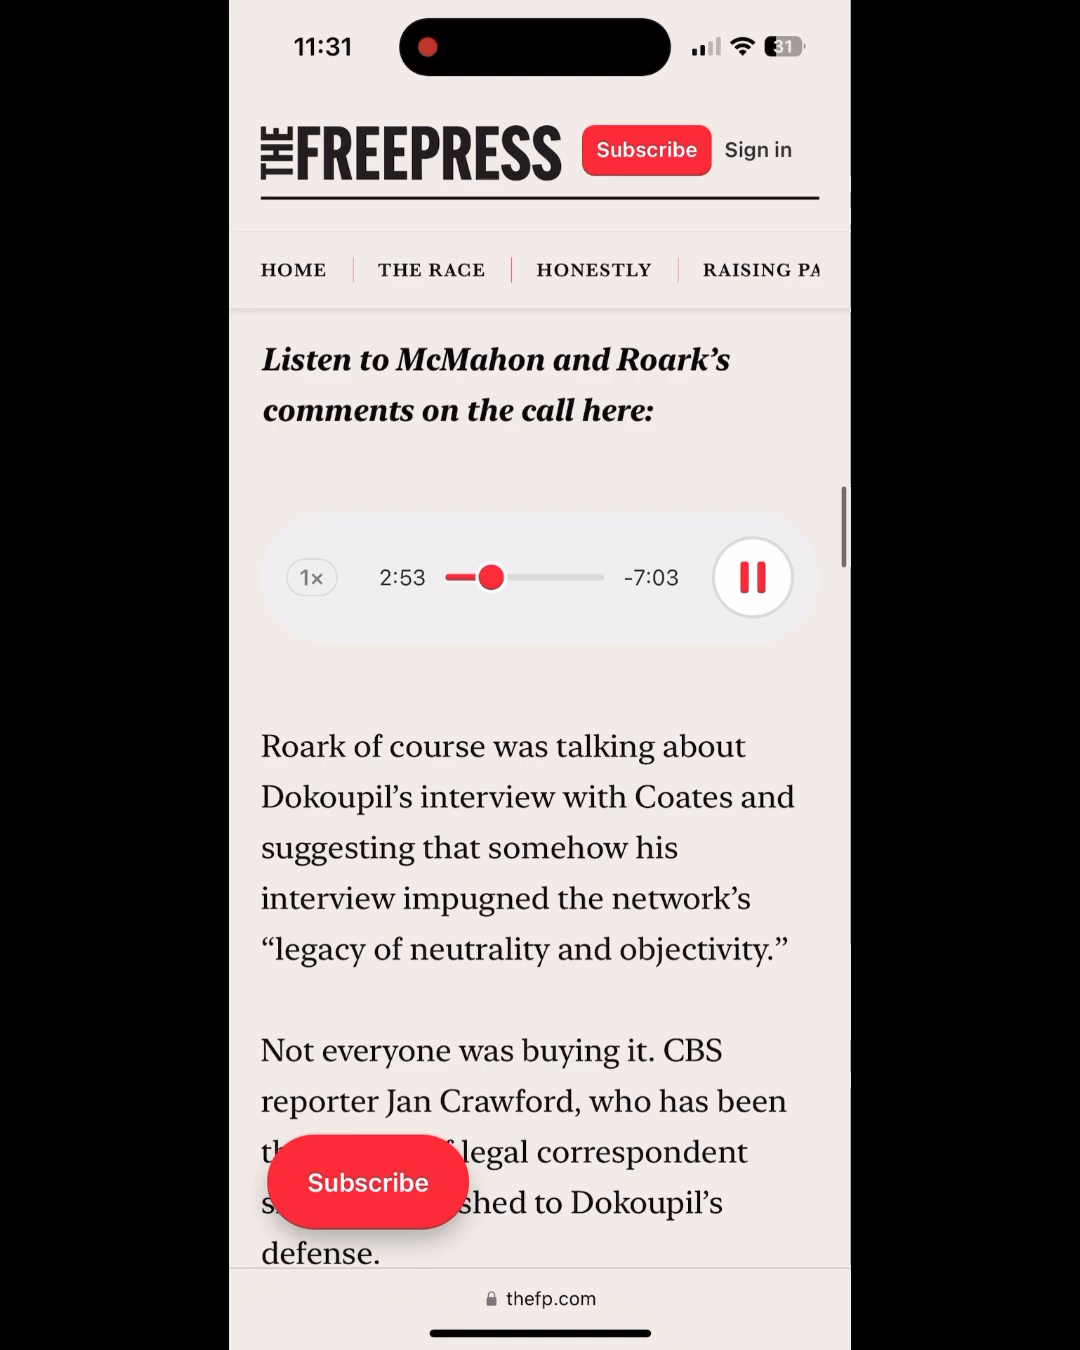 11:31
31
THE FREEPRESS
Subscribe
Sign in
HOME
THE RACE
HONESTLY
RAISING PA
Listen to McMahon and Roark’s
comments on the call here:
1×
2:53
-7:03
Roark of course was talking about
Dokoupil’s interview with Coates and
suggesting that somehow his
interview impugned the network’s
“legacy of neutrality and objectivity.”
Not everyone was buying it. CBS
reporter Jan Crawford, who has been
legal correspondent
shed to Dokoupil’s
Subscribe
defense.
thefp.com